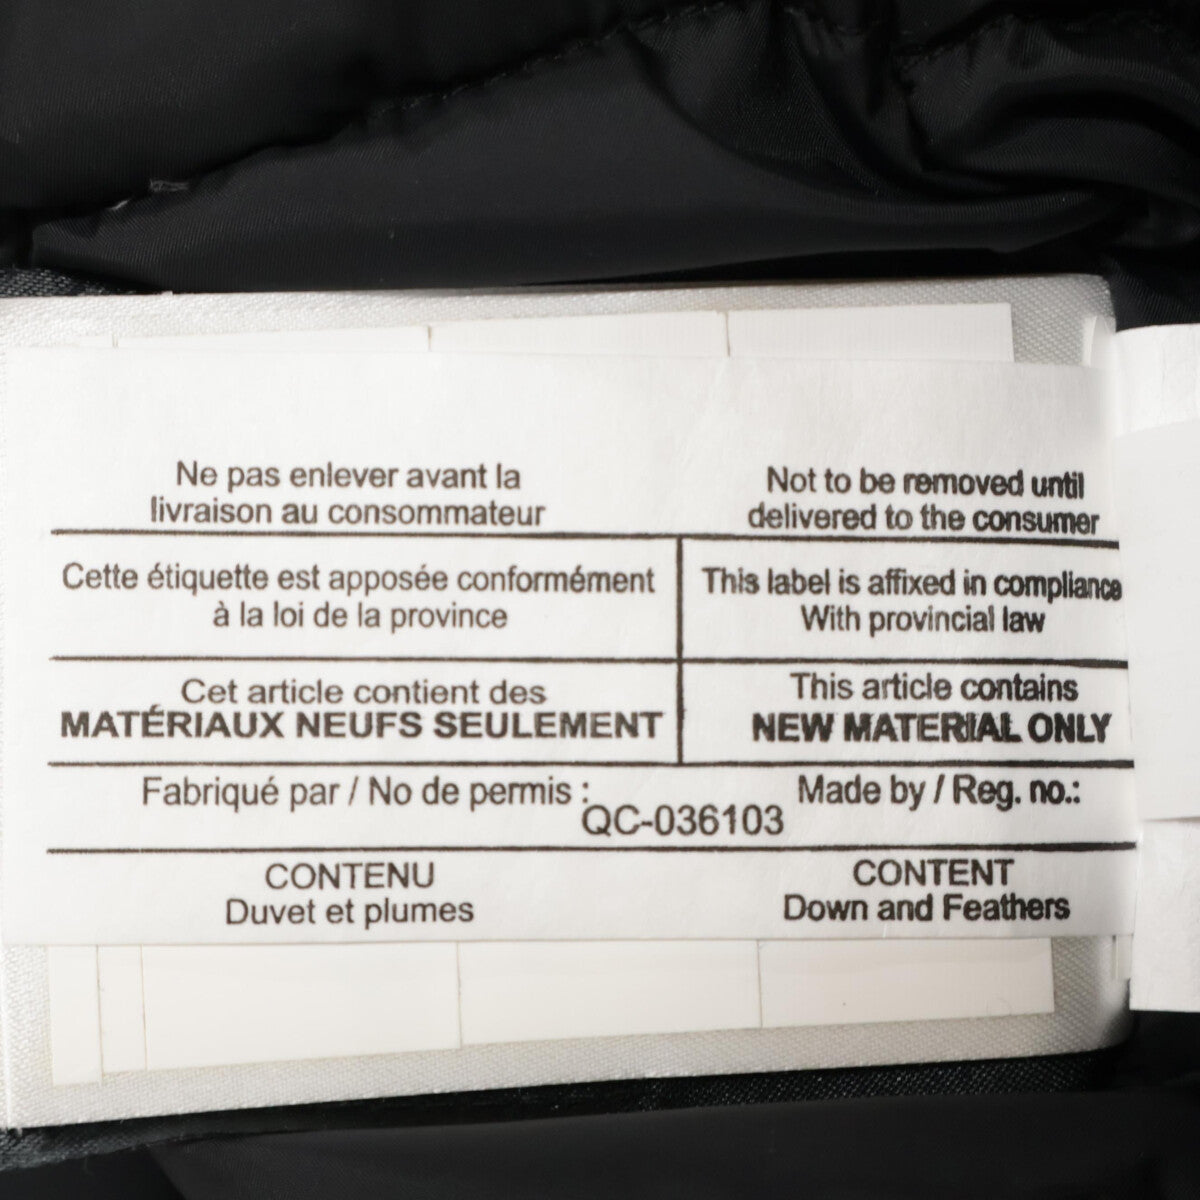 Ne pas enlever avant la
livraison au consommateur
Not to be removed until
delivered to the consumer
Cette étiquette est apposée conformément
à la loi de la province
This label is affixed in compliance
With provincial law
Cet article contient des
MATÉRIAUX NEUFS SEULEMENT
This article contains
NEW MATERIAL ONLY
Fabriqué par / No de permis :
QC-036103
Made by / Reg. no.:
CONTENU
Duvet et plumes
CONTENT
Down and Feathers